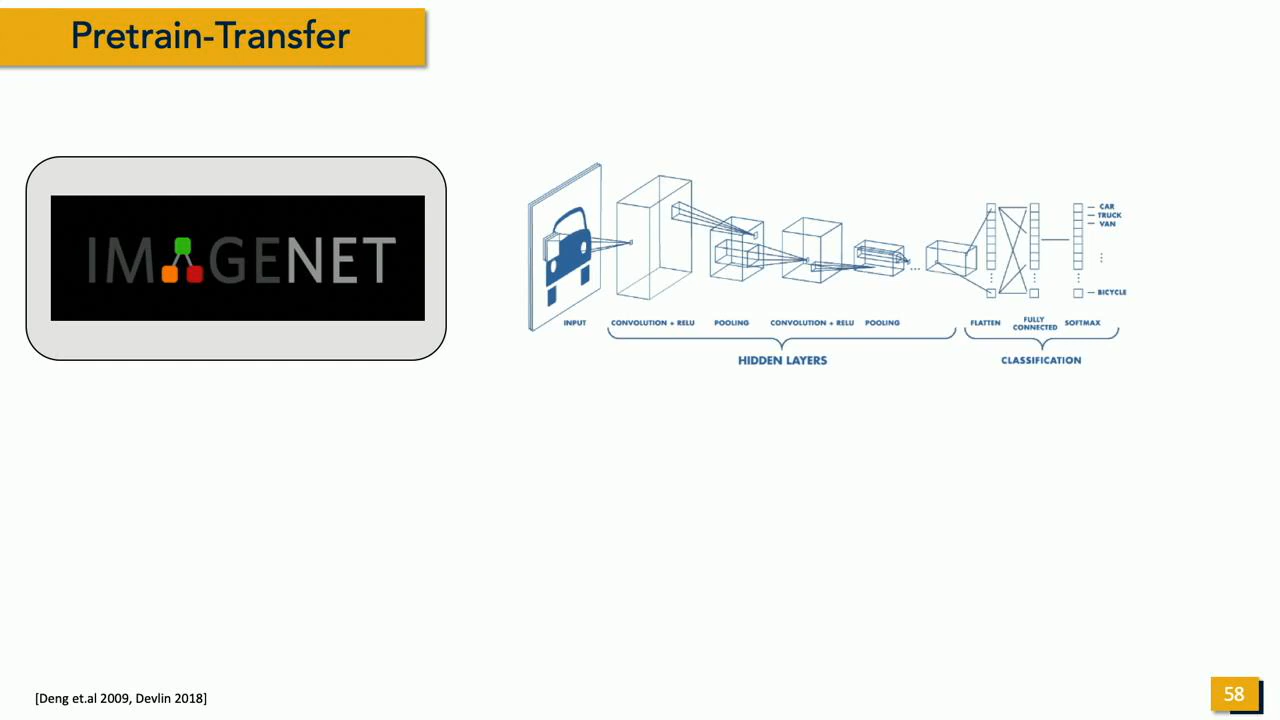 Pretrain-Transfer
IMAGENET
CAR
TRUCK
VAN
BICYCLE
INPUT
CONVOLUTION + RELU
POOLING
CONVOLUTION + RELU
POOLING
FLATTEN
FULLY
CONNECTED
SOFTMAX
HIDDEN LAYERS
CLASSIFICATION
[Deng et.al 2009, Devlin 2018]
58